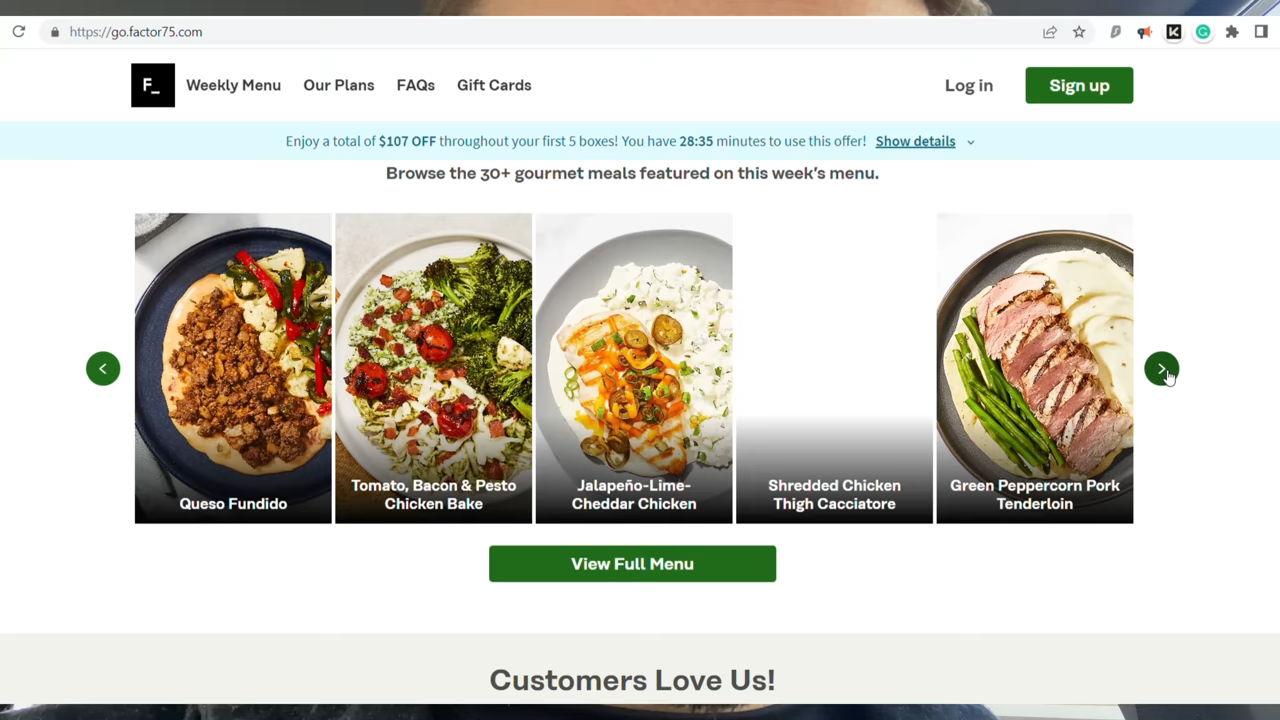 https://go.factor75.com
F_
Weekly Menu
Our Plans
FAQs
Gift Cards
Log in
Sign up
Enjoy a total of $107 OFF throughout your first 5 boxes! You have 28:35 minutes to use this offer! Show details
Browse the 30+ gourmet meals featured on this week's menu.
Queso Fundido
Tomato, Bacon & Pesto
Chicken Bake
Jalapeño-Lime-
Cheddar Chicken
Shredded Chicken
Thigh Cacciatore
Green Peppercorn Pork
Tenderloin
View Full Menu
Customers Love Us!